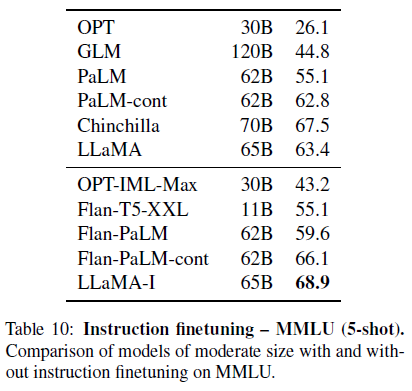 OPT 30B 26.1
GLM 120B 44.8
PaLM 62B 55.1
PaLM-cont 62B 62.8
Chinchilla 70B 67.5
LLaMA 65B 63.4
OPT-IML-Max 30B 43.2
Flan-T5-XXL 11B 55.1
Flan-PaLM 62B 59.6
Flan-PaLM-cont 62B 66.1
LLaMA-I 65B 68.9
Table 10: Instruction finetuning – MMLU (5-shot).
Comparison of models of moderate size with and with-
out instruction finetuning on MMLU.